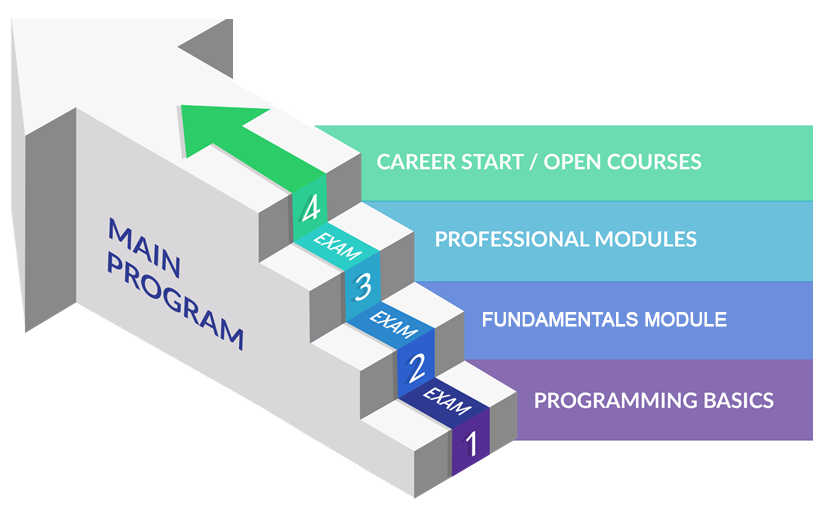 CAREER START / OPEN COURSES
4
EXAM
PROFESSIONAL MODULES
3
EXAM
FUNDAMENTALS MODULE
2
EXAM
PROGRAMMING BASICS
1
MAIN
PROGRAM